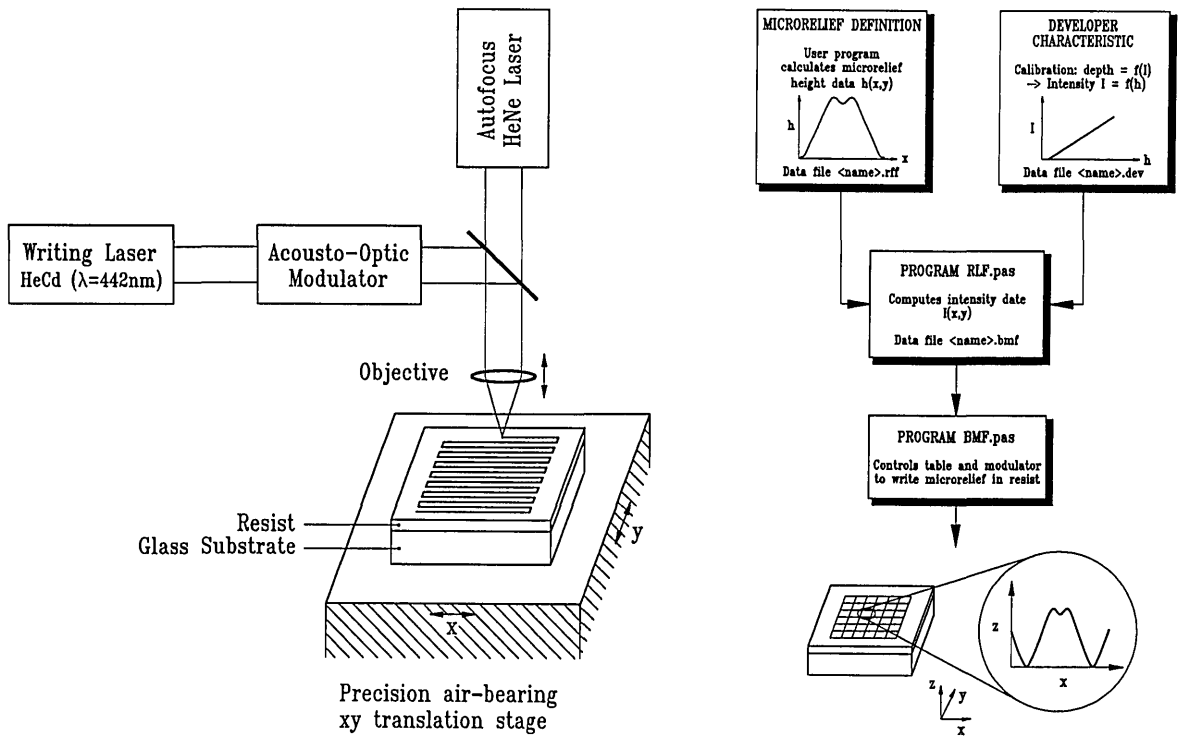 Autofocus
HeNe Laser
Writing Laser
HeCd (λ=442nm)
Acousto-Optic
Modulator
Objective
Resist
Glass Substrate
y
x
Precision air-bearing
xy translation stage
MICRORELIEF DEFINITION
User program
calculates microrelief
height data h(x,y)
h
x
Data file <name>.rff
DEVELOPER
CHARACTERISTIC
Calibration: depth = f(I)
→ Intensity I = f(h)
I
h
Data file <name>.dev
PROGRAM RLF.pas
Computes intensity date
I(x,y)
Data file <name>.bmf
PROGRAM BMF.pas
Controls table and modulator
to write microrelief in resist
z
x
z
y
x